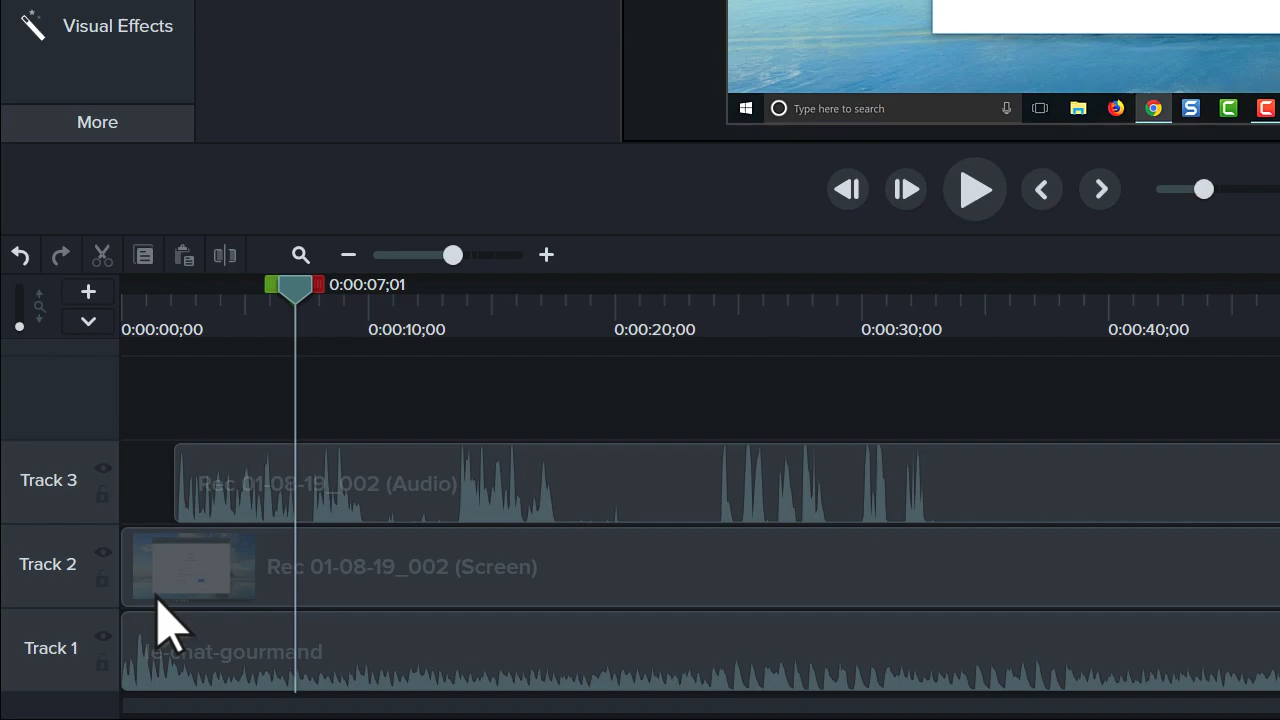 Visual Effects
More
Type here to search
0:00:07;01
0:00:00;00
0:00:10;00
0:00:20;00
0:00:30;00
0:00:40;00
Track 3
Rec 01-08-19_002 (Audio)
Track 2
Rec 01-08-19_002 (Screen)
Track 1
e-chat-gourmand